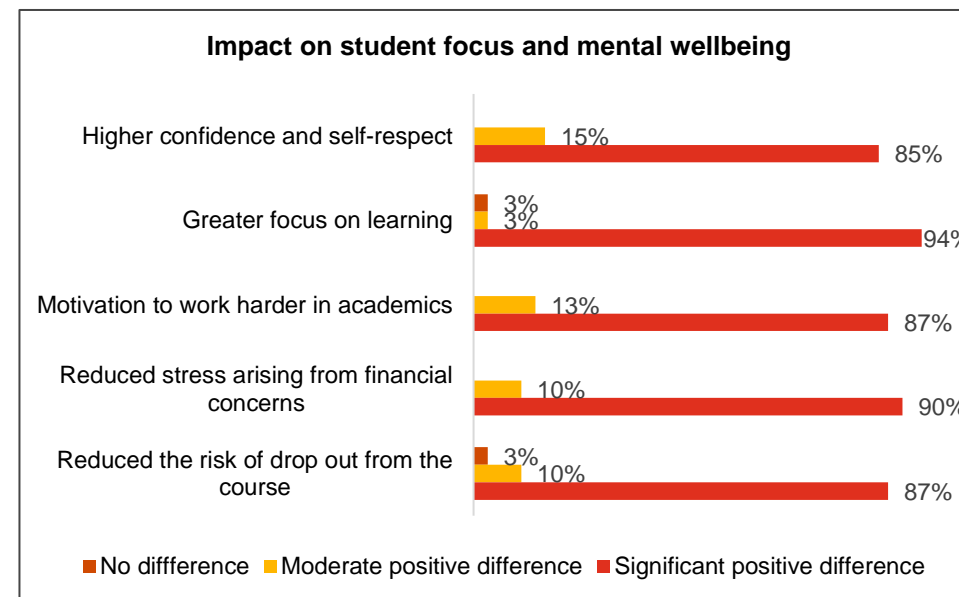 Impact on student focus and mental wellbeing
Higher confidence and self-respect
15%
85%
Greater focus on learning
3%
3%
94%
Motivation to work harder in academics
13%
87%
Reduced stress arising from financial
concerns
10%
90%
Reduced the risk of drop out from the
course
3%
10%
87%
No diffference Moderate positive difference Significant positive difference